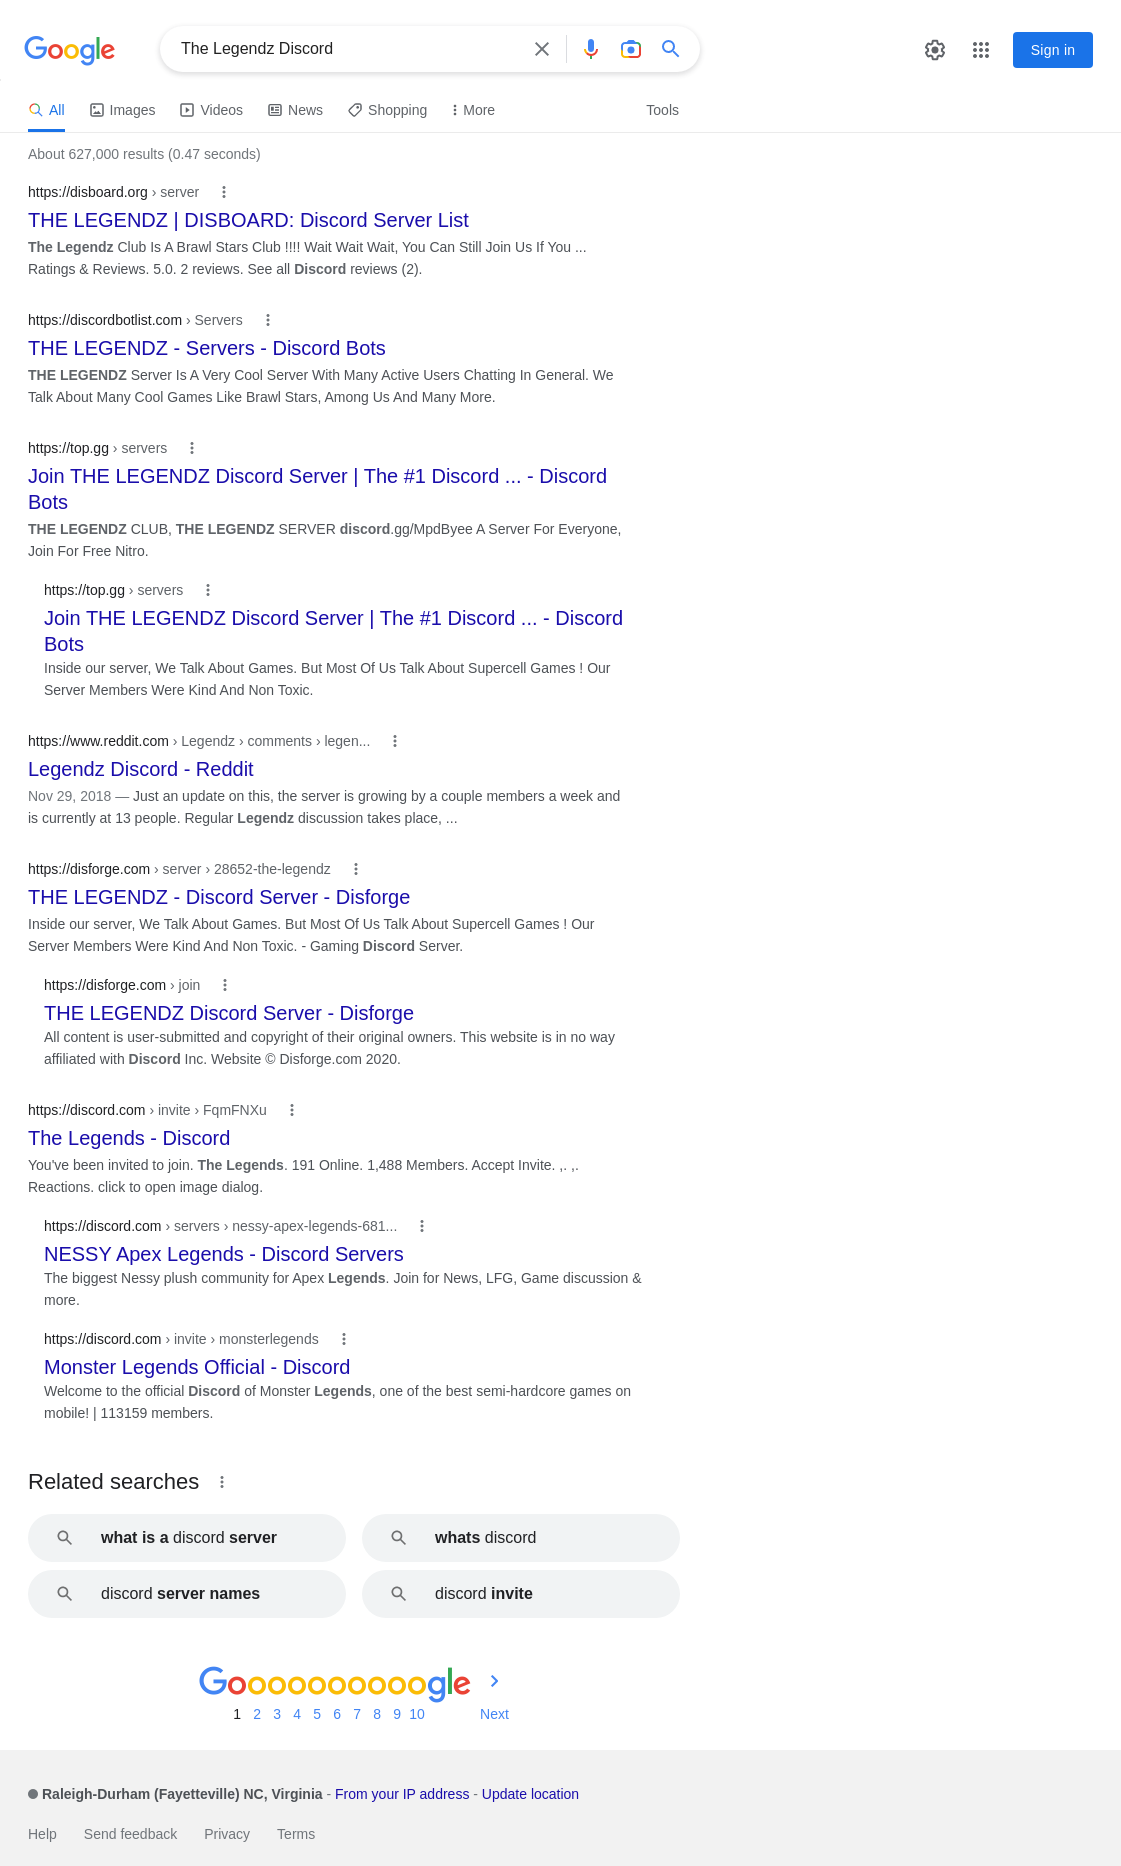 Google
The Legendz Discord
Sign in
All Images Videos News Shopping More Tools
About 627,000 results (0.47 seconds)
https://disboard.org › server
THE LEGENDZ | DISBOARD: Discord Server List
The Legendz Club Is A Brawl Stars Club !!!! Wait Wait Wait, You Can Still Join Us If You ...
Ratings & Reviews. 5.0. 2 reviews. See all Discord reviews (2).
https://discordbotlist.com › Servers
THE LEGENDZ - Servers - Discord Bots
THE LEGENDZ Server Is A Very Cool Server With Many Active Users Chatting In General. We
Talk About Many Cool Games Like Brawl Stars, Among Us And Many More.
https://top.gg › servers
Join THE LEGENDZ Discord Server | The #1 Discord ... - Discord
Bots
THE LEGENDZ CLUB, THE LEGENDZ SERVER discord.gg/MpdByee A Server For Everyone,
Join For Free Nitro.
https://top.gg › servers
Join THE LEGENDZ Discord Server | The #1 Discord ... - Discord
Bots
Inside our server, We Talk About Games. But Most Of Us Talk About Supercell Games ! Our
Server Members Were Kind And Non Toxic.
https://www.reddit.com › Legendz › comments › legen...
Legendz Discord - Reddit
Nov 29, 2018 — Just an update on this, the server is growing by a couple members a week and
is currently at 13 people. Regular Legendz discussion takes place, ...
https://disforge.com › server › 28652-the-legendz
THE LEGENDZ - Discord Server - Disforge
Inside our server, We Talk About Games. But Most Of Us Talk About Supercell Games ! Our
Server Members Were Kind And Non Toxic. - Gaming Discord Server.
https://disforge.com › join
THE LEGENDZ Discord Server - Disforge
All content is user-submitted and copyright of their original owners. This website is in no way
affiliated with Discord Inc. Website © Disforge.com 2020.
https://discord.com › invite › FqmFNXu
The Legends - Discord
You've been invited to join. The Legends. 191 Online. 1,488 Members. Accept Invite. ,. ,.
Reactions. click to open image dialog.
https://discord.com › servers › nessy-apex-legends-681...
NESSY Apex Legends - Discord Servers
The biggest Nessy plush community for Apex Legends. Join for News, LFG, Game discussion &
more.
https://discord.com › invite › monsterlegends
Monster Legends Official - Discord
Welcome to the official Discord of Monster Legends, one of the best semi-hardcore games on
mobile! | 113159 members.
Related searches
what is a discord server
whats discord
discord server names
discord invite
Goooooooooogle
1 2 3 4 5 6 7 8 9 10 Next
Raleigh-Durham (Fayetteville) NC, Virginia - From your IP address - Update location
Help Send feedback Privacy Terms